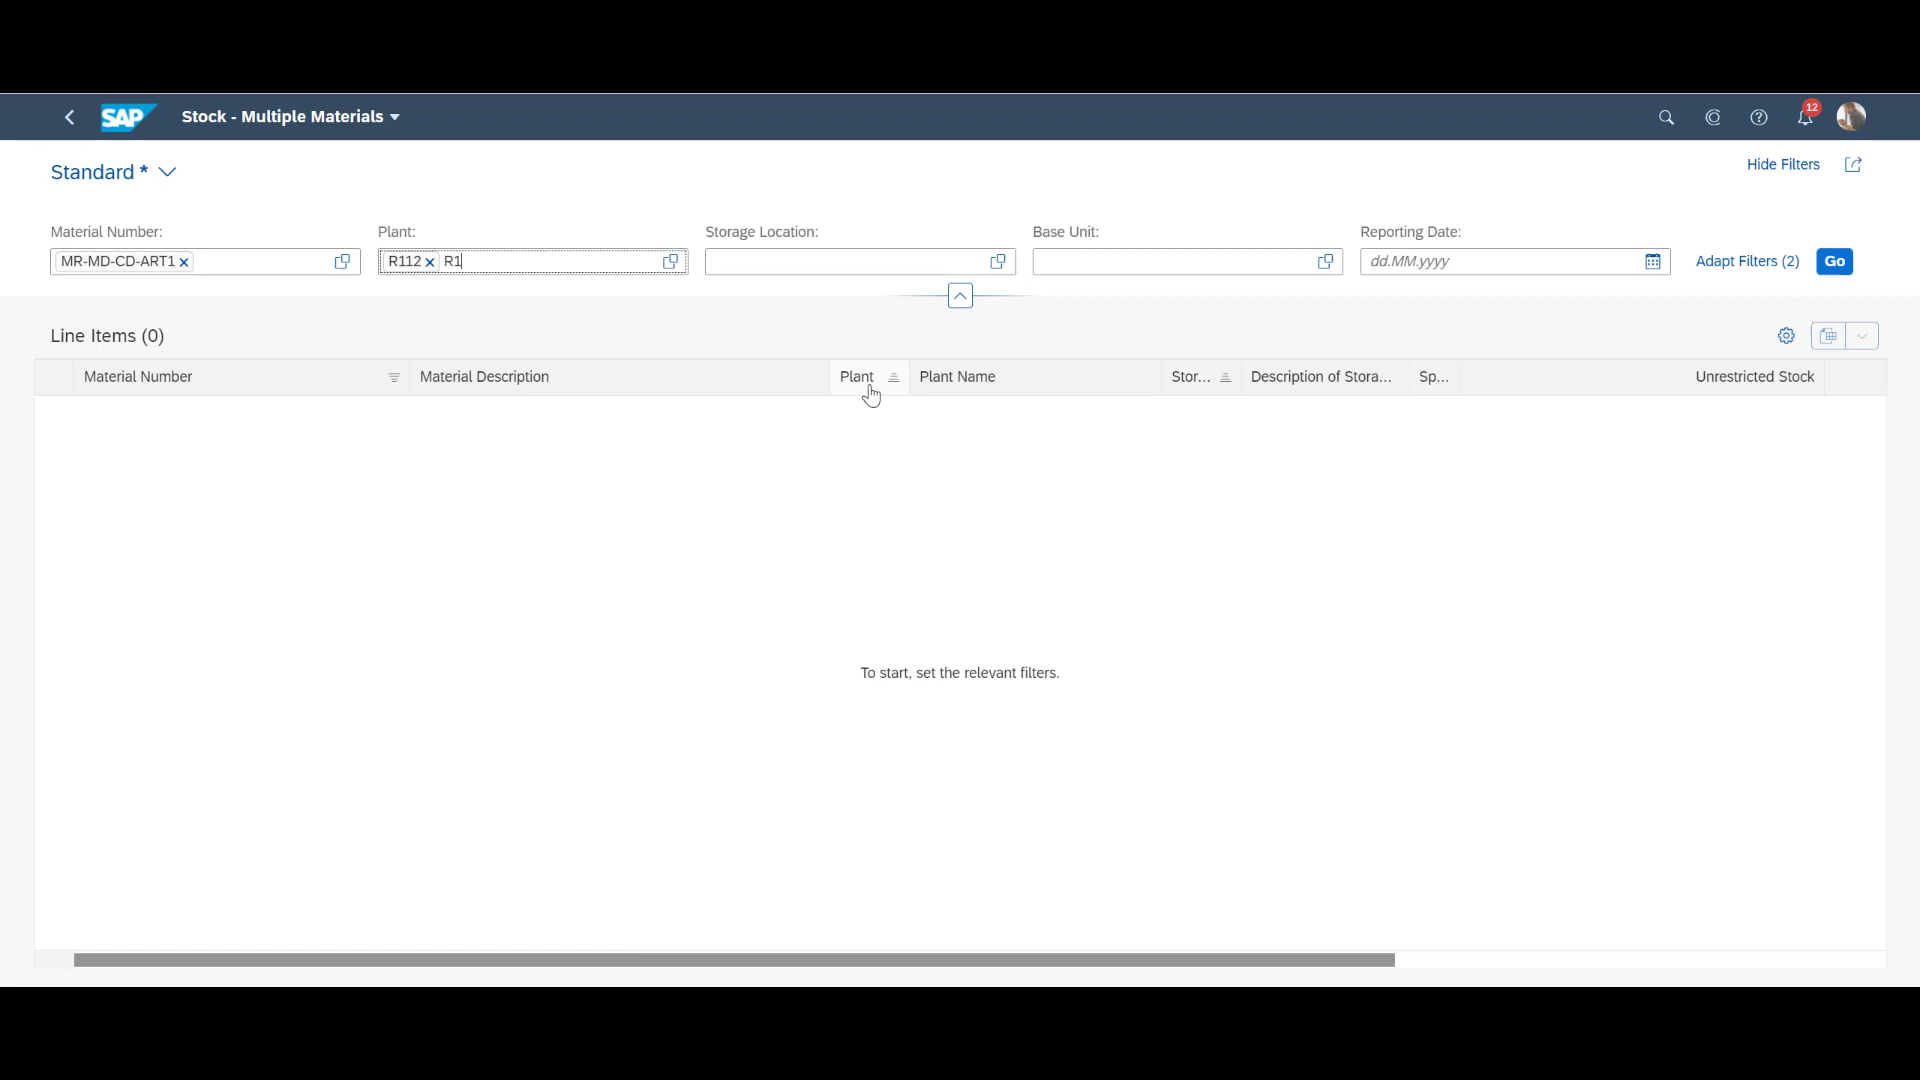 SAP Stock - Multiple Materials 12
Standard *
Hide Filters
Material Number: Plant: Storage Location: Base Unit: Reporting Date:
MR-MD-CD-ART1 R112 R1 dd.MM.yyyy Adapt Filters (2) Go
Line Items (0)
Material Number Material Description Plant Plant Name Stor... Description of Stora... Sp... Unrestricted Stock
To start, set the relevant filters.